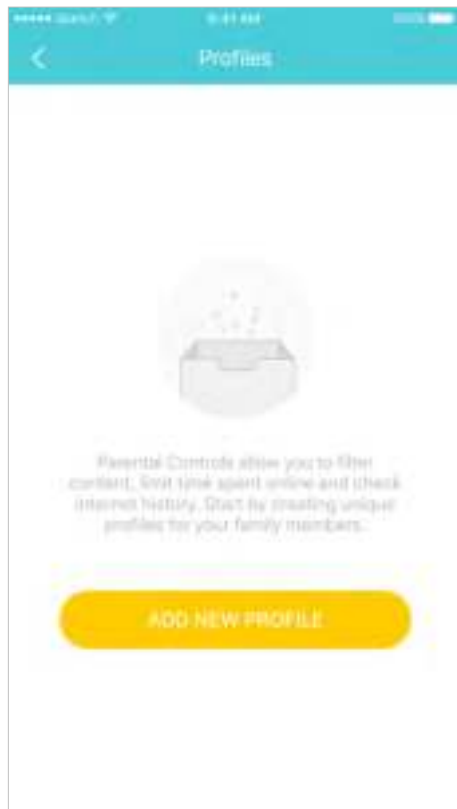 9:41 AM
Profiles
Parental Controls allow you to filter
content, limit time spent online and check
internet history. Start by creating unique
profiles for your family members.
ADD NEW PROFILE